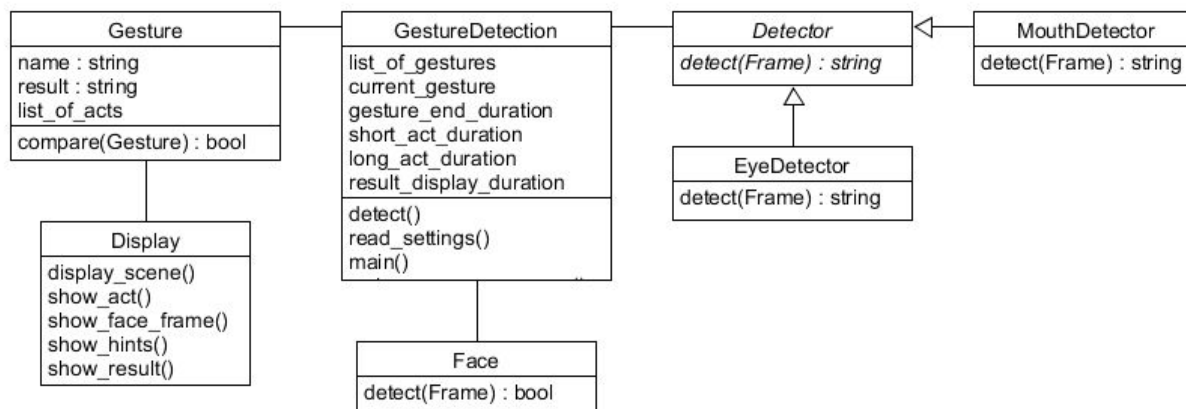 Gesture
name : string
result : string
list_of_acts
compare(Gesture) : bool
Display
display_scene()
show_act()
show_face_frame()
show_hints()
show_result()
GestureDetection
list_of_gestures
current_gesture
gesture_end_duration
short_act_duration
long_act_duration
result_display_duration
detect()
read_settings()
main()
Face
detect(Frame) : bool
Detector
detect(Frame) : string
EyeDetector
detect(Frame) : string
MouthDetector
detect(Frame) : string